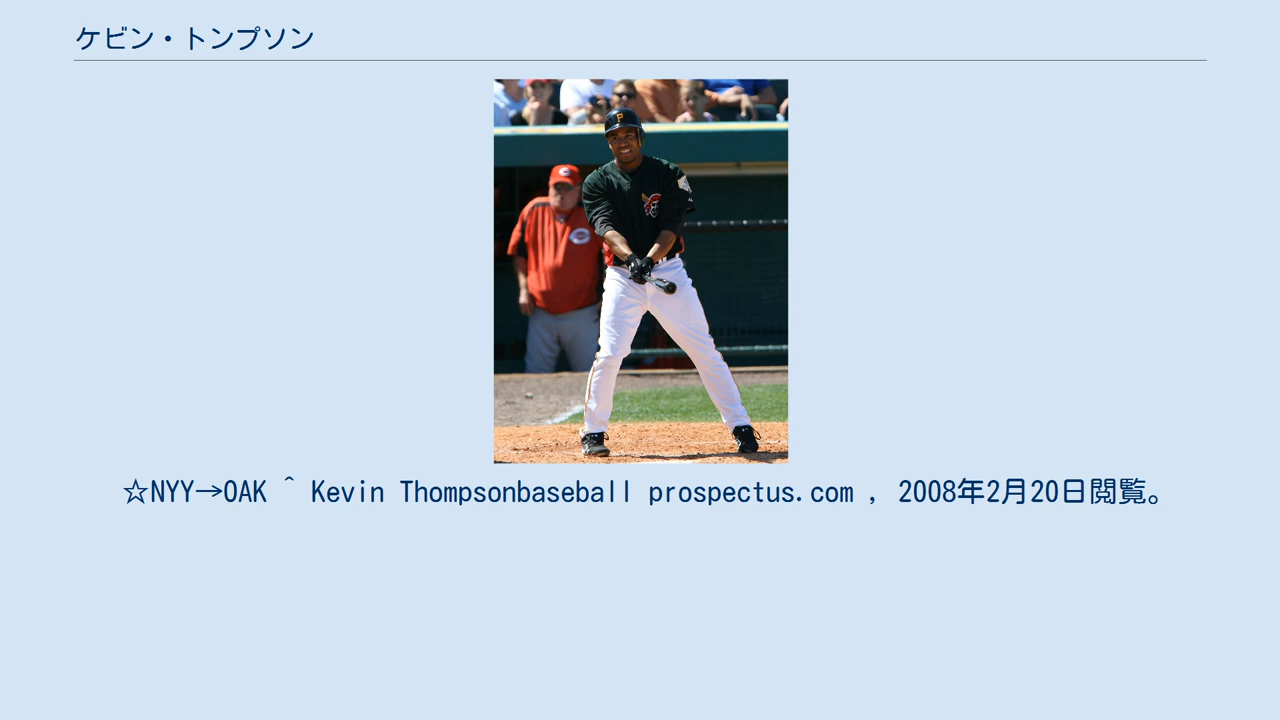 ケビン・トンプソン
P
☆NYY→OAK ^ Kevin Thompsonbaseball prospectus.com , 2008年2月20日閲覧。